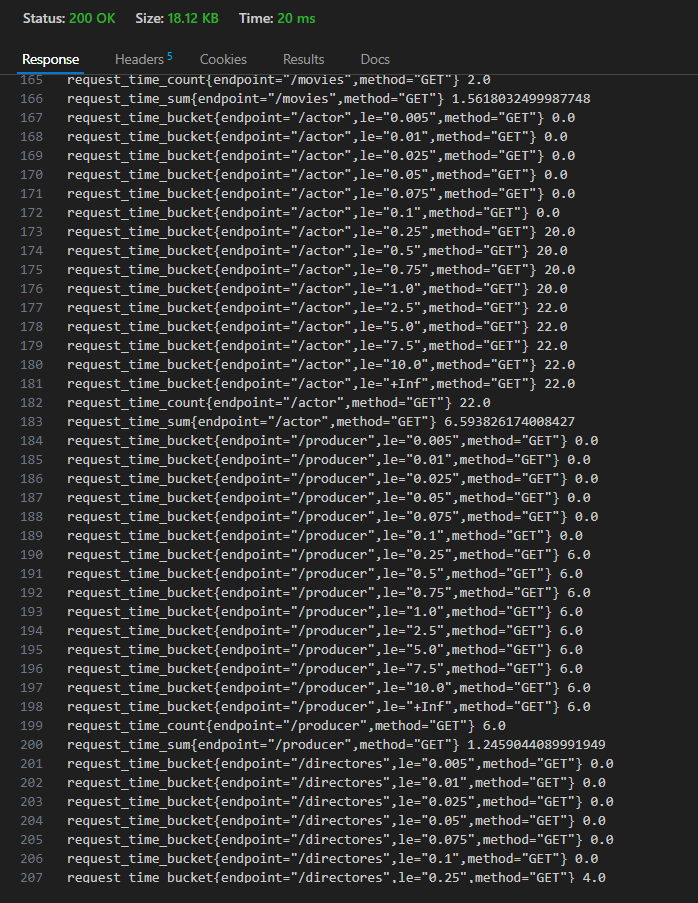 Status: 200 OK Size: 18.12 KB Time: 20 ms
Response Headers 5 Cookies Results Docs
165 request_time_count{endpoint="/movies",method="GET"} 2.0
166 request_time_sum{endpoint="/movies",method="GET"} 1.5618032499987748
167 request_time_bucket{endpoint="/actor",le="0.005",method="GET"} 0.0
168 request_time_bucket{endpoint="/actor",le="0.01",method="GET"} 0.0
169 request_time_bucket{endpoint="/actor",le="0.025",method="GET"} 0.0
170 request_time_bucket{endpoint="/actor",le="0.05",method="GET"} 0.0
171 request_time_bucket{endpoint="/actor",le="0.075",method="GET"} 0.0
172 request_time_bucket{endpoint="/actor",le="0.1",method="GET"} 0.0
173 request_time_bucket{endpoint="/actor",le="0.25",method="GET"} 20.0
174 request_time_bucket{endpoint="/actor",le="0.5",method="GET"} 20.0
175 request_time_bucket{endpoint="/actor",le="0.75",method="GET"} 20.0
176 request_time_bucket{endpoint="/actor",le="1.0",method="GET"} 20.0
177 request_time_bucket{endpoint="/actor",le="2.5",method="GET"} 22.0
178 request_time_bucket{endpoint="/actor",le="5.0",method="GET"} 22.0
179 request_time_bucket{endpoint="/actor",le="7.5",method="GET"} 22.0
180 request_time_bucket{endpoint="/actor",le="10.0",method="GET"} 22.0
181 request_time_bucket{endpoint="/actor",le="+Inf",method="GET"} 22.0
182 request_time_count{endpoint="/actor",method="GET"} 22.0
183 request_time_sum{endpoint="/actor",method="GET"} 6.593826174008427
184 request_time_bucket{endpoint="/producer",le="0.005",method="GET"} 0.0
185 request_time_bucket{endpoint="/producer",le="0.01",method="GET"} 0.0
186 request_time_bucket{endpoint="/producer",le="0.025",method="GET"} 0.0
187 request_time_bucket{endpoint="/producer",le="0.05",method="GET"} 0.0
188 request_time_bucket{endpoint="/producer",le="0.075",method="GET"} 0.0
189 request_time_bucket{endpoint="/producer",le="0.1",method="GET"} 0.0
190 request_time_bucket{endpoint="/producer",le="0.25",method="GET"} 6.0
191 request_time_bucket{endpoint="/producer",le="0.5",method="GET"} 6.0
192 request_time_bucket{endpoint="/producer",le="0.75",method="GET"} 6.0
193 request_time_bucket{endpoint="/producer",le="1.0",method="GET"} 6.0
194 request_time_bucket{endpoint="/producer",le="2.5",method="GET"} 6.0
195 request_time_bucket{endpoint="/producer",le="5.0",method="GET"} 6.0
196 request_time_bucket{endpoint="/producer",le="7.5",method="GET"} 6.0
197 request_time_bucket{endpoint="/producer",le="10.0",method="GET"} 6.0
198 request_time_bucket{endpoint="/producer",le="+Inf",method="GET"} 6.0
199 request_time_count{endpoint="/producer",method="GET"} 6.0
200 request_time_sum{endpoint="/producer",method="GET"} 1.2459044089991949
201 request_time_bucket{endpoint="/directores",le="0.005",method="GET"} 0.0
202 request_time_bucket{endpoint="/directores",le="0.01",method="GET"} 0.0
203 request_time_bucket{endpoint="/directores",le="0.025",method="GET"} 0.0
204 request_time_bucket{endpoint="/directores",le="0.05",method="GET"} 0.0
205 request_time_bucket{endpoint="/directores",le="0.075",method="GET"} 0.0
206 request_time_bucket{endpoint="/directores",le="0.1",method="GET"} 0.0
207 request_time_bucket{endpoint="/directores",le="0.25",method="GET"} 4.0